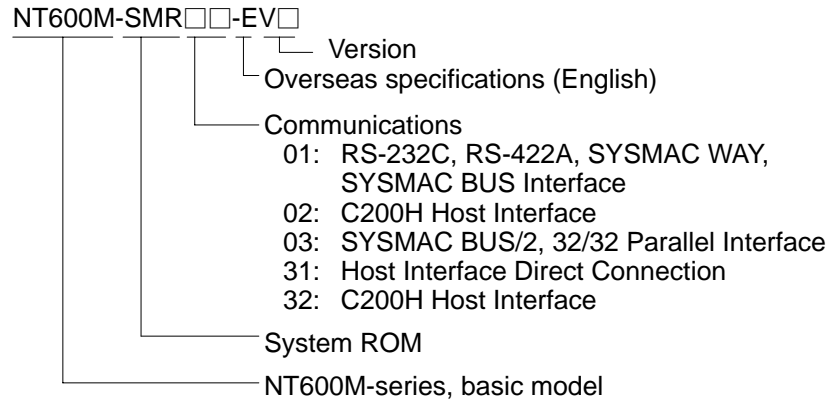 NT600M-SMR□□-EV□
Version
Overseas specifications (English)
Communications
01: RS-232C, RS-422A, SYSMAC WAY,
SYSMAC BUS Interface
02: C200H Host Interface
03: SYSMAC BUS/2, 32/32 Parallel Interface
31: Host Interface Direct Connection
32: C200H Host Interface
System ROM
NT600M-series, basic model